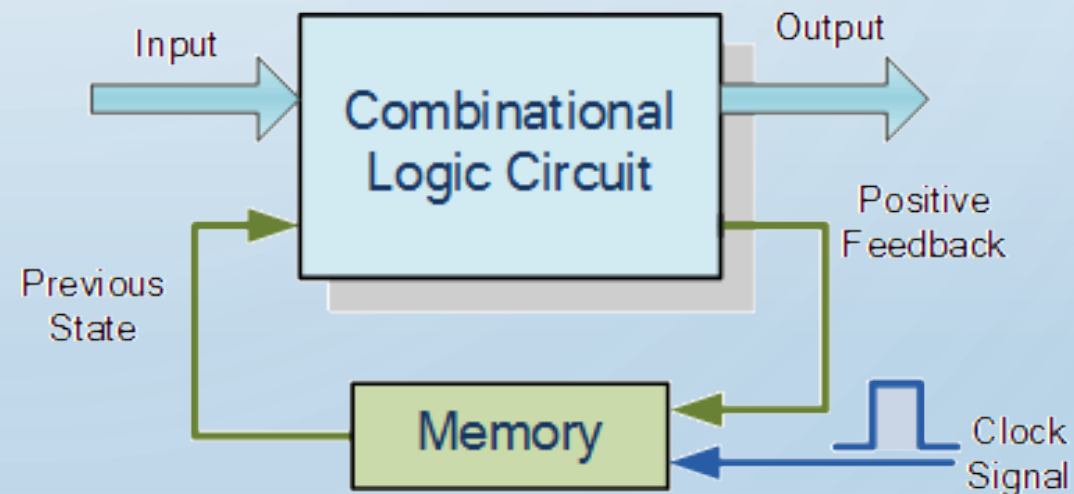 Input
Output
Combinational
Logic Circuit
Positive
Feedback
Previous
State
Memory
Clock
Signal